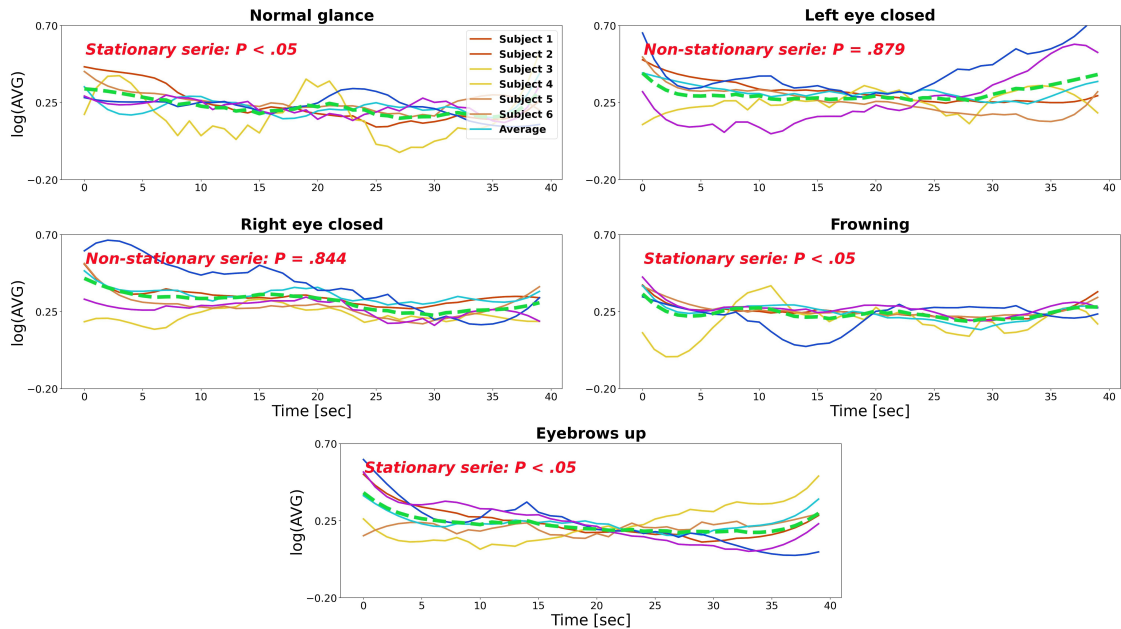 Normal glance
Left eye closed
0.70
0.25
−0.20
log(AVG)
Stationary serie: P < .05
Subject 1
Subject 2
Subject 3
Subject 4
Subject 5
Subject 6
Average
0 5 10 15 20 25 30 35 40
0.70
0.25
−0.20
Non-stationary serie: P = .879
0 5 10 15 20 25 30 35 40
Right eye closed
Frowning
0.70
0.25
−0.20
log(AVG)
Non-stationary serie: P = .844
0 5 10 15 20 25 30 35 40
Time [sec]
0.70
0.25
−0.20
Stationary serie: P < .05
0 5 10 15 20 25 30 35 40
Time [sec]
Eyebrows up
0.70
0.25
−0.20
log(AVG)
Stationary serie: P < .05
0 5 10 15 20 25 30 35 40
Time [sec]